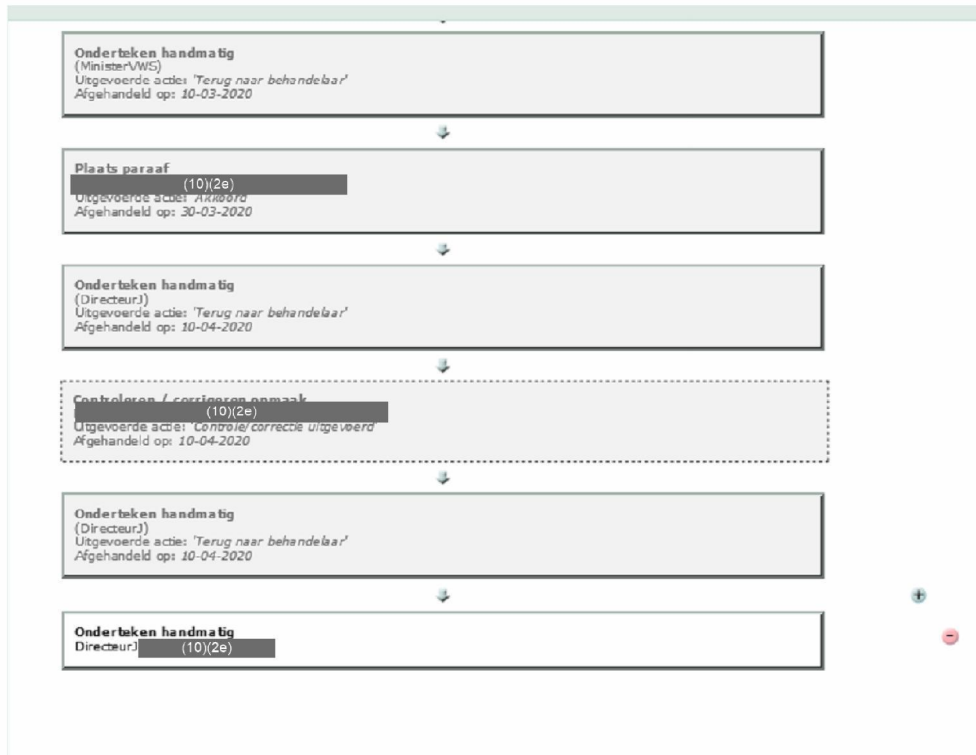 Onderteken handmatig
(MinisterVWS)
Uitgevoerde actie: 'Terug naar behandelaar'
Afgehandeld op: 10-03-2020
Plaats paraaf
(10)(2e)
Uitgevoerde actie: 'Akkoord'
Afgehandeld op: 30-03-2020
Onderteken handmatig
(DirecteurJ)
Uitgevoerde actie: 'Terug naar behandelaar'
Afgehandeld op: 10-04-2020
Controleren / corrigeren opmaak
(10)(2e)
Uitgevoerde actie: 'Controle/correctie uitgevoerd'
Afgehandeld op: 10-04-2020
Onderteken handmatig
(DirecteurJ)
Uitgevoerde actie: 'Terug naar behandelaar'
Afgehandeld op: 10-04-2020
Onderteken handmatig
DirecteurJ (10)(2e)